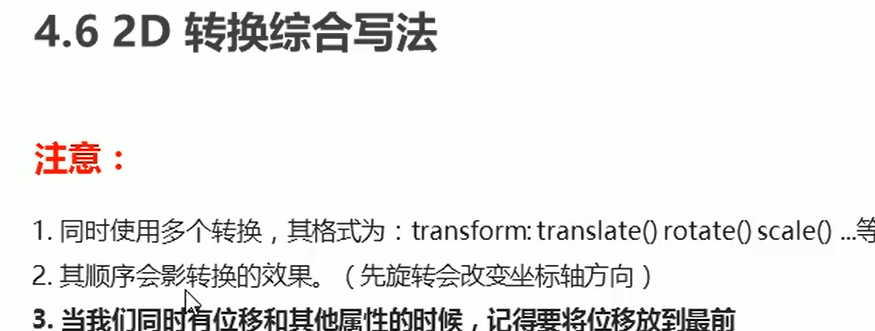 4.6 2D 转换综合写法
注意：
1. 同时使用多个转换，其格式为：transform: translate() rotate() scale() ...等
2. 其顺序会影转换的效果。（先旋转会改变坐标轴方向）
3. 当我们同时有位移和其他属性的时候，记得要将位移放到最前